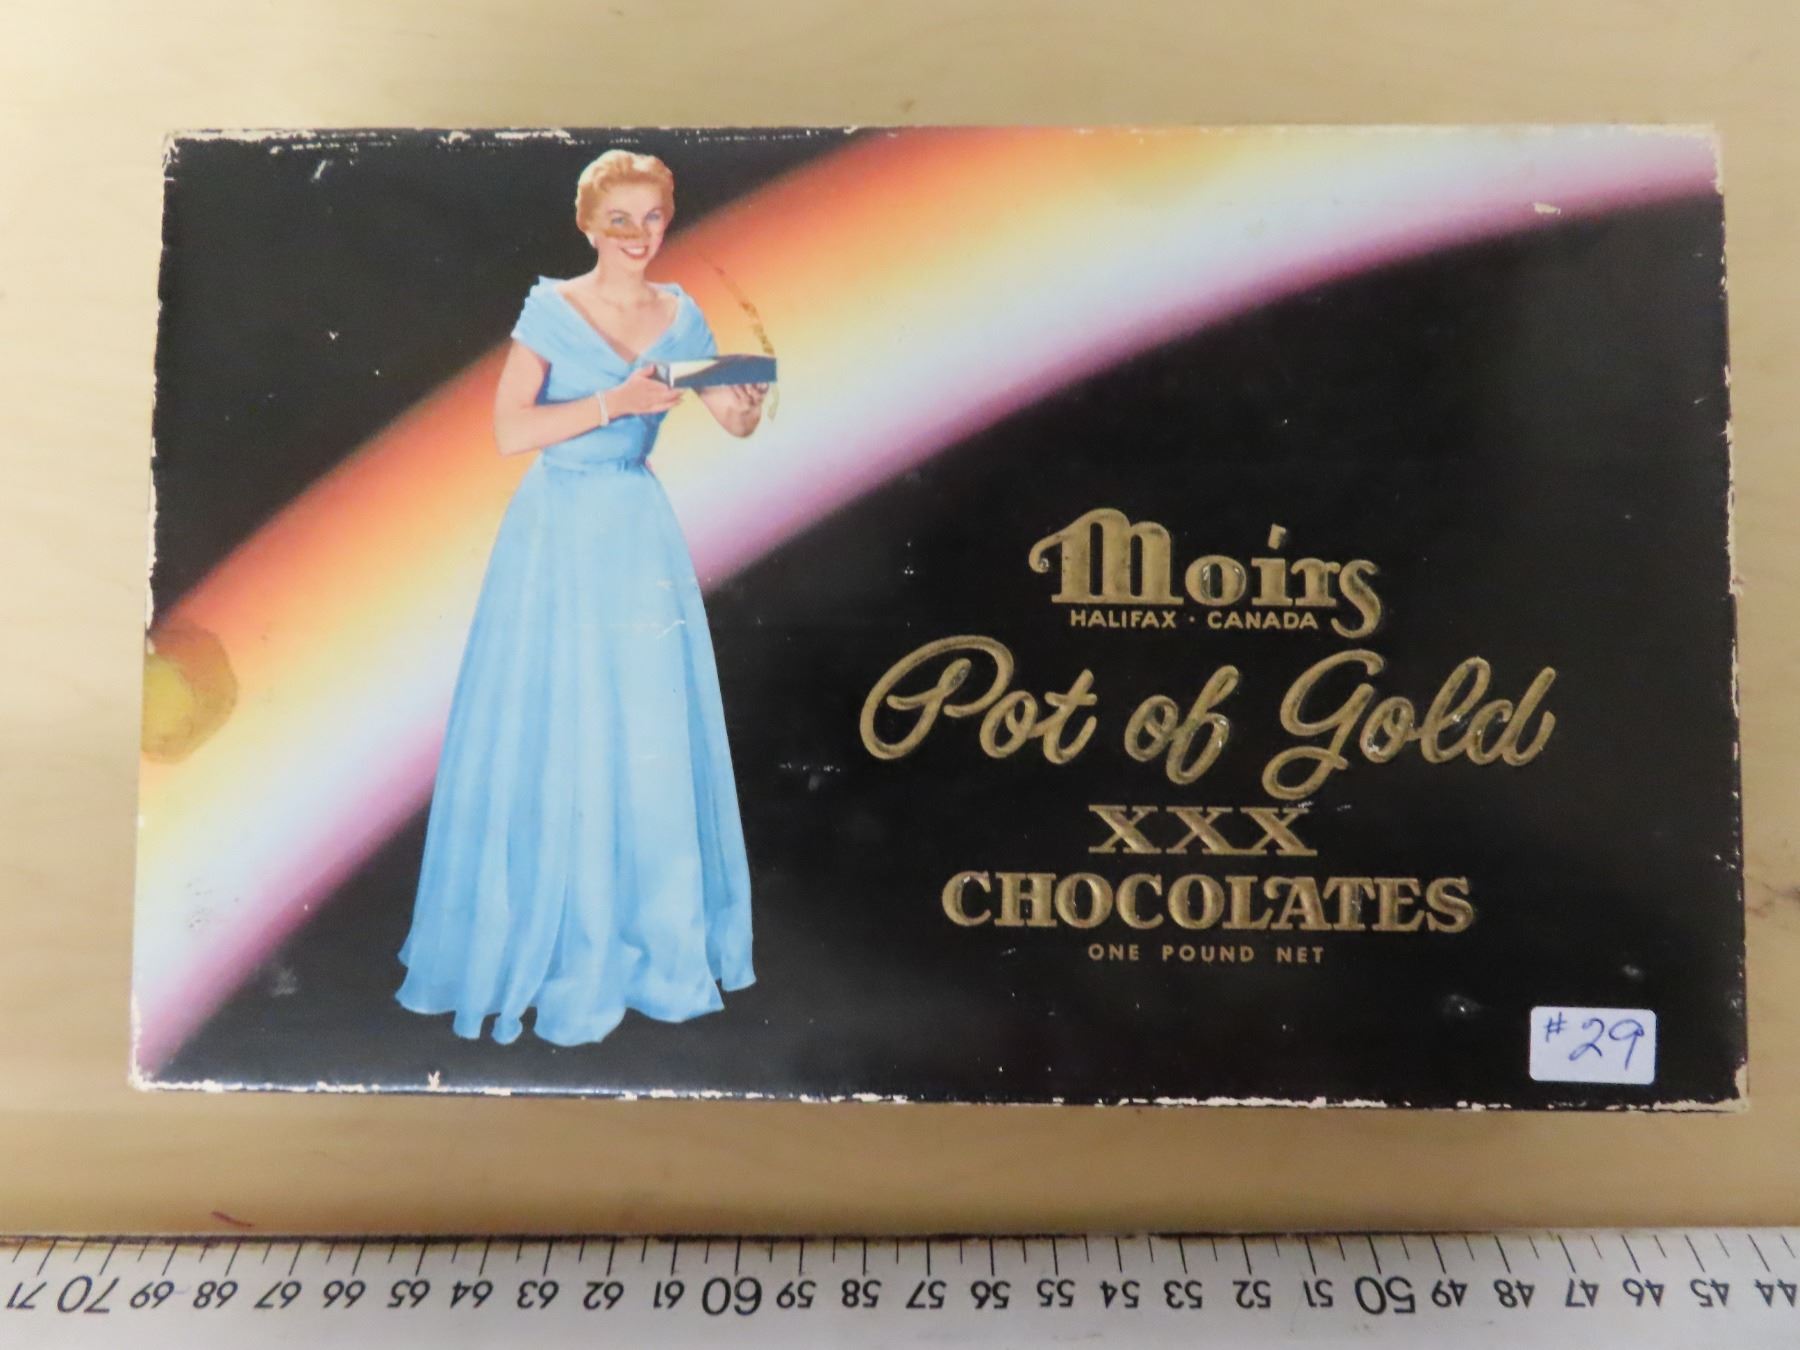 Moirs
HALIFAX · CANADA
Pot of Gold
XXX
CHOCOLATES
ONE POUND NET
#29
71 70 69 68 67 66 65 64 63 62 61 60 59 58 57 56 55 54 53 52 51 50 49 48 47 46 45 44